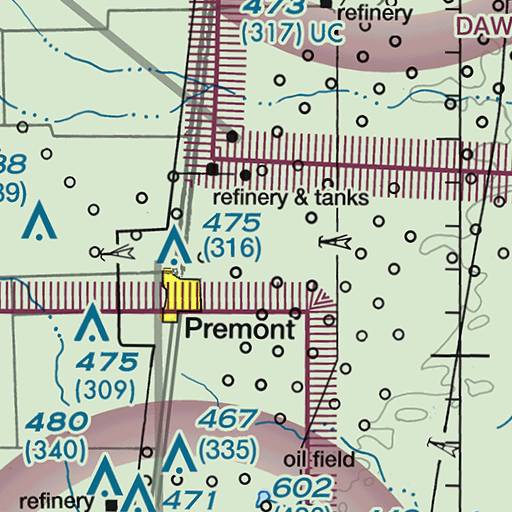 473
refinery
(317) UC
DAW
38
39)
refinery & tanks
475
(316)
Premont
475
(309)
480
(340)
467
(335)
oil field
refinery
471
602